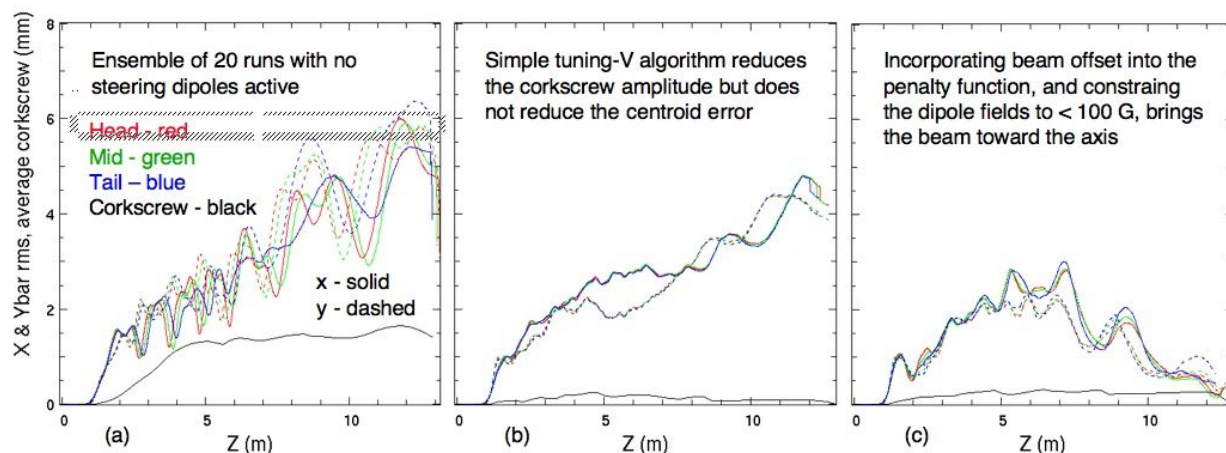 X & Ybar rms, average corkscrew (mm)
8
6
4
2
0
Ensemble of 20 runs with no
steering dipoles active
Head - red
Mid - green
Tail – blue
Corkscrew - black
x - solid
y - dashed
0 5 10
(a)
Z (m)
Simple tuning-V algorithm reduces
the corkscrew amplitude but does
not reduce the centroid error
0 5 10
(b)
Z (m)
Incorporating beam offset into the
penalty function, and constraing
the dipole fields to < 100 G, brings
the beam toward the axis
0 5 10
(c)
Z (m)